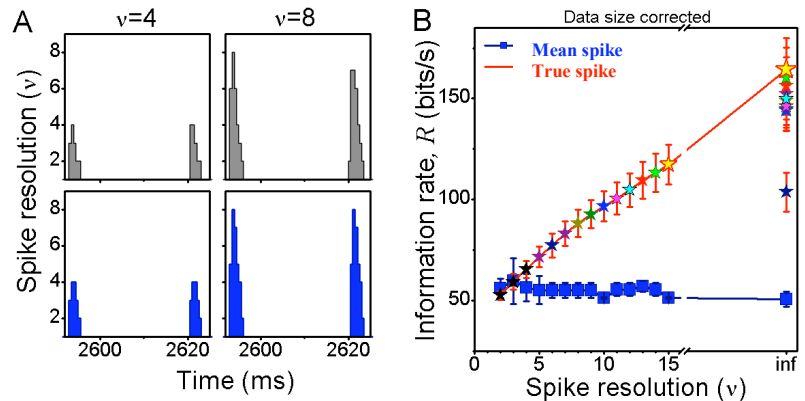 A
ν=4
ν=8
Spike resolution (ν)
8
6
4
2
8
6
4
2
2600
2620
2600
2620
Time (ms)
B
Data size corrected
Mean spike
True spike
Information rate, R (bits/s)
150
100
50
0
5
10
15
inf
Spike resolution (ν)